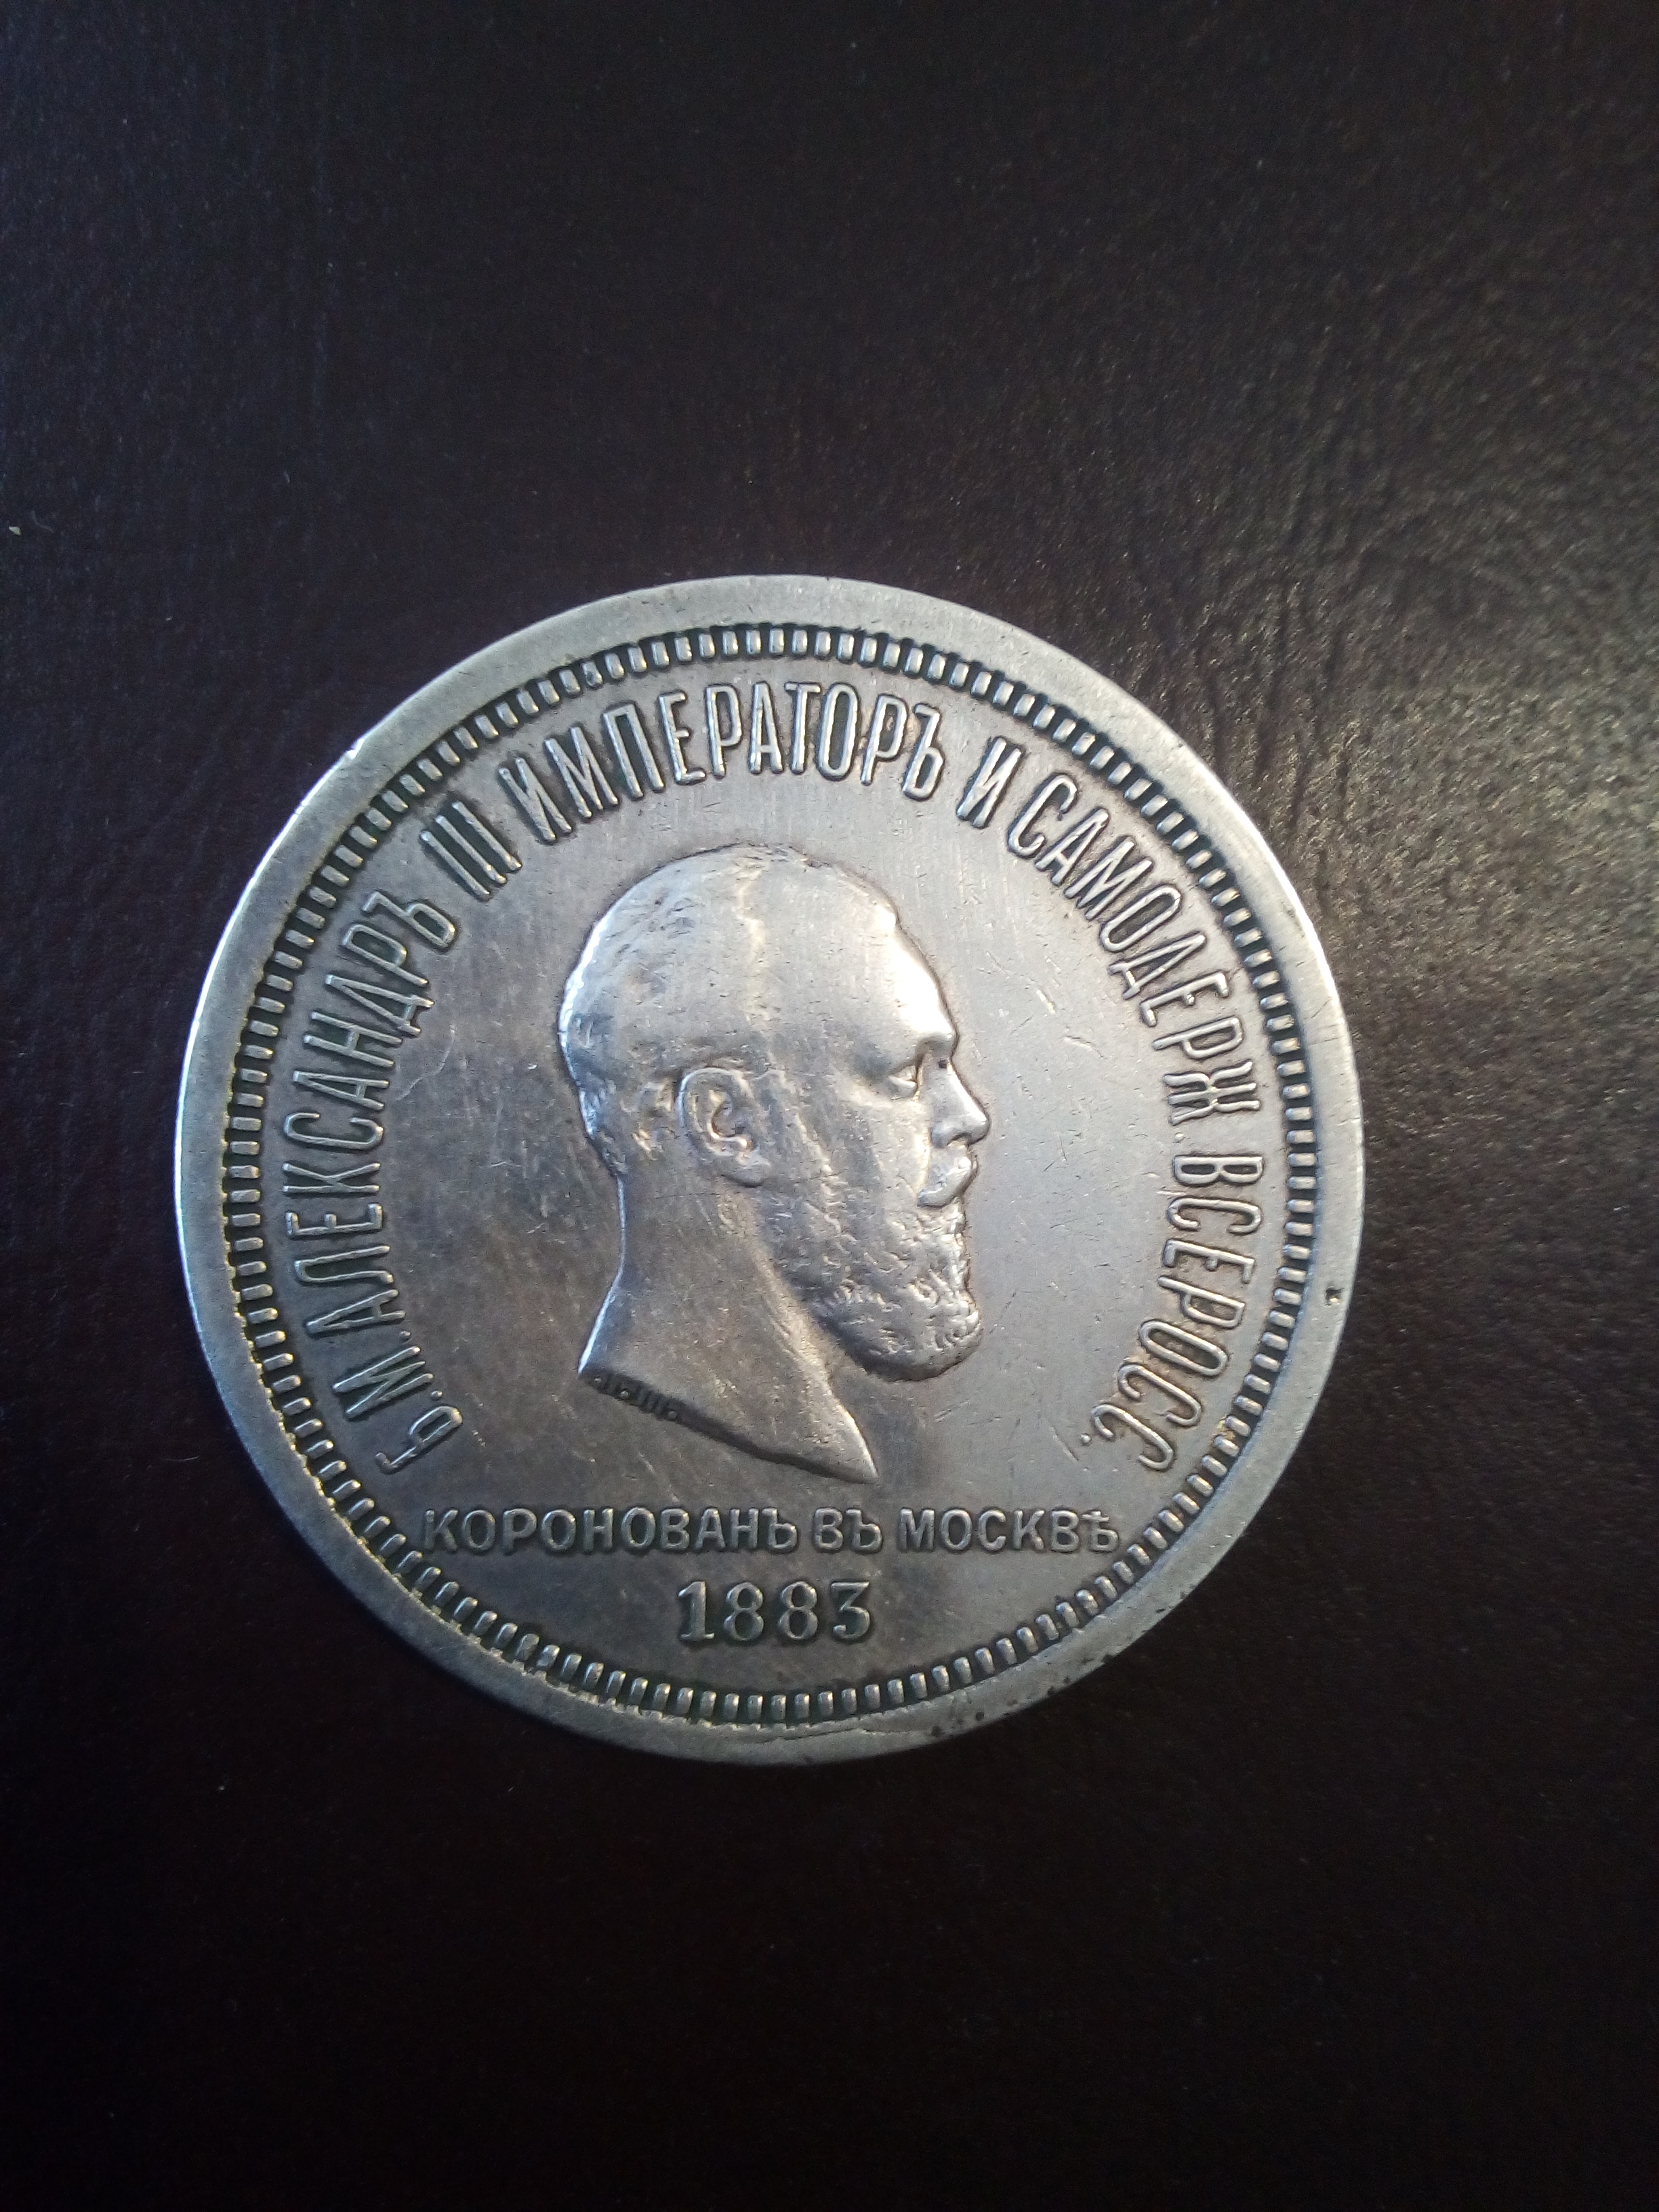 Б. М. АЛЕКСАНДРЪ III ИМПЕРАТОРЪ И САМОДЕРЖ. ВСЕРОСС.
КОРОНОВАНЪ ВЪ МОСКВѢ
1883